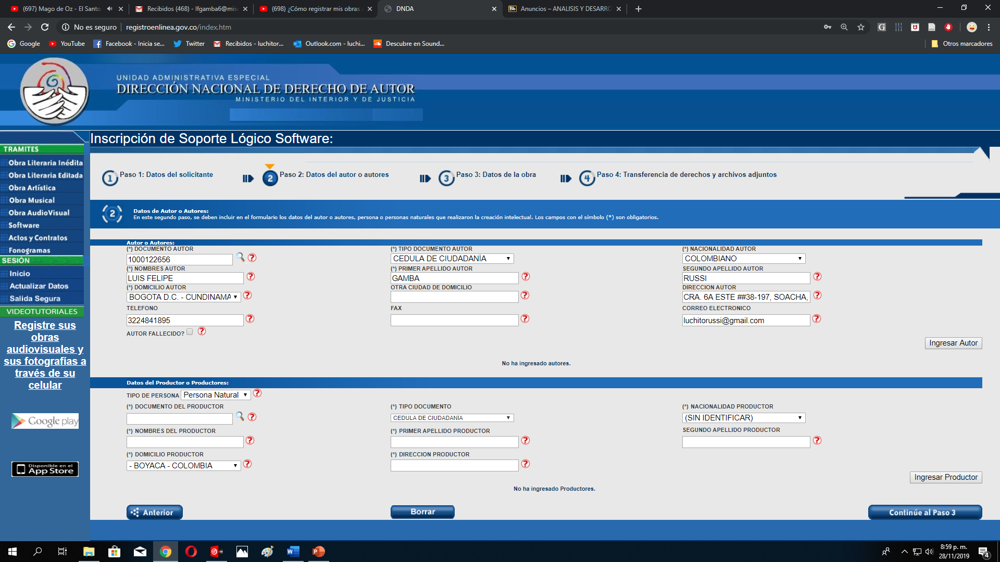 (697) Mago de Oz - El Santo
Recibidos (468) - lfgamba6@mis
(698) ¿Cómo registrar mis obras
DNDA
Bb Anuncios – ANALISIS Y DESARRO
No es seguro
registroenlinea.gov.co/index.htm
Google
YouTube
Facebook - Inicia se...
Twitter
Recibidos - luchitor...
Outlook.com - luchi...
Descubre en Sound...
Otros marcadores
UNIDAD ADMINISTRATIVA ESPECIAL
DIRECCIÓN NACIONAL DE DERECHO DE AUTOR
MINISTERIO DEL INTERIOR Y DE JUSTICIA
Inscripción de Soporte Lógico Software:
TRAMITES
Obra Literaria Inédita
Obra Literaria Editada
Obra Artística
Obra Musical
Obra AudioVisual
Software
Actos y Contratos
Fonogramas
SESIÓN
Inicio
Actualizar Datos
Salida Segura
VIDEOTUTORIALES
Registre sus
obras
audiovisuales y
sus fotografías a
través de su
celular
Google play
Disponible en el
App Store
1 Paso 1: Datos del solicitante
2 Paso 2: Datos del autor o autores
3 Paso 3: Datos de la obra
4 Paso 4: Transferencia de derechos y archivos adjuntos
2
Datos de Autor o Autores:
En este segundo paso, se deben incluir en el formulario los datos del autor o autores, persona o personas naturales que realizaron la creación intelectual. Los campos con el símbolo (*) son obligatorios.
Autor o Autores:
(*) DOCUMENTO AUTOR
(*) TIPO DOCUMENTO AUTOR
(*) NACIONALIDAD AUTOR
1000122656
?
CEDULA DE CIUDADANÍA
COLOMBIANO
(*) NOMBRES AUTOR
(*) PRIMER APELLIDO AUTOR
SEGUNDO APELLIDO AUTOR
LUIS FELIPE
?
GAMBA
?
RUSSI
?
(*) DOMICILIO AUTOR
OTRA CIUDAD DE DOMICILIO
DIRECCION AUTOR
BOGOTA D.C. - CUNDINAMA
?
?
CRA. 6A ESTE ##38-197, SOACHA,
?
TELEFONO
FAX
CORREO ELECTRONICO
3224841895
?
?
luchitorussi@gmail.com
?
AUTOR FALLECIDO?
?
Ingresar Autor
No ha ingresado autores.
Datos del Productor o Productores:
TIPO DE PERSONA
Persona Natural
?
(*) DOCUMENTO DEL PRODUCTOR
(*) TIPO DOCUMENTO
(*) NACIONALIDAD PRODUCTOR
?
CEDULA DE CIUDADANÍA
(SIN IDENTIFICAR)
(*) NOMBRES DEL PRODUCTOR
(*) PRIMER APELLIDO PRODUCTOR
SEGUNDO APELLIDO PRODUCTOR
?
?
?
(*) DOMICILIO PRODUCTOR
(*) DIRECCION PRODUCTOR
- BOYACA - COLOMBIA
?
?
Ingresar Productor
No ha ingresado Productores.
Anterior
Borrar
Continúe al Paso 3
8:59 p. m.
28/11/2019
4